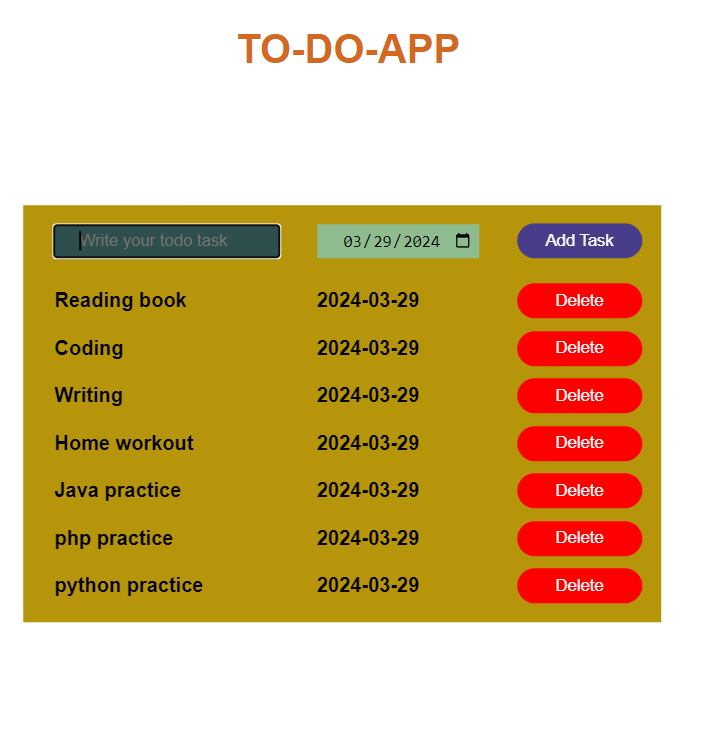 TO-DO-APP
Write your todo task 03/29/2024 Add Task
Reading book 2024-03-29 Delete
Coding 2024-03-29 Delete
Writing 2024-03-29 Delete
Home workout 2024-03-29 Delete
Java practice 2024-03-29 Delete
php practice 2024-03-29 Delete
python practice 2024-03-29 Delete